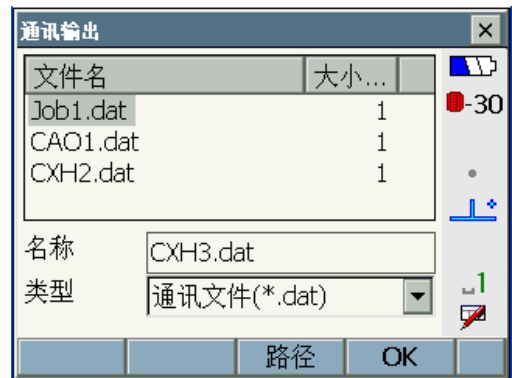 通讯输出
文件名 大小...
Job1.dat 1
CAO1.dat 1
CXH2.dat 1
-30
名称 CXH3.dat
类型 通讯文件(*.dat)
1
路径 OK